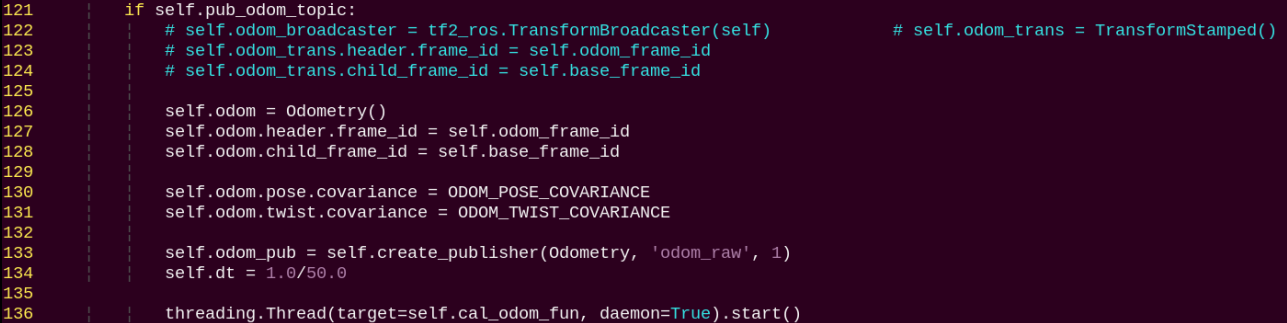 121 if self.pub_odom_topic:
122 # self.odom_broadcaster = tf2_ros.TransformBroadcaster(self) # self.odom_trans = TransformStamped()
123 # self.odom_trans.header.frame_id = self.odom_frame_id
124 # self.odom_trans.child_frame_id = self.base_frame_id
125
126 self.odom = Odometry()
127 self.odom.header.frame_id = self.odom_frame_id
128 self.odom.child_frame_id = self.base_frame_id
129
130 self.odom.pose.covariance = ODOM_POSE_COVARIANCE
131 self.odom.twist.covariance = ODOM_TWIST_COVARIANCE
132
133 self.odom_pub = self.create_publisher(Odometry, 'odom_raw', 1)
134 self.dt = 1.0/50.0
135
136 threading.Thread(target=self.cal_odom_fun, daemon=True).start()